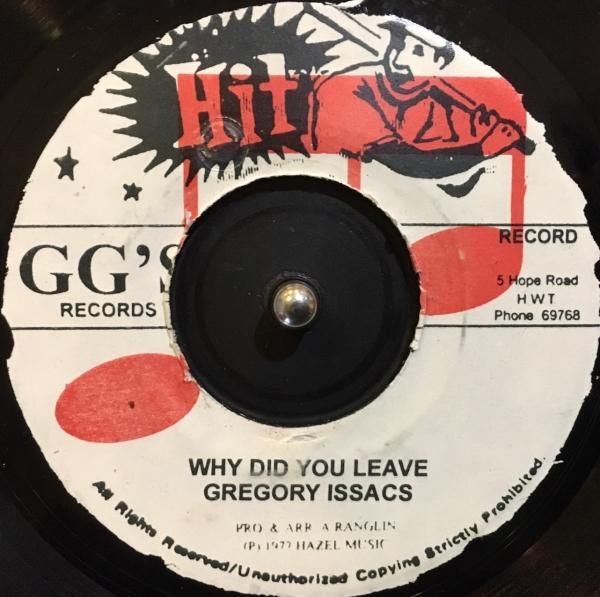 Hit
GG'S
RECORDS
RECORD
5 Hope Road
HWT
Phone 69768
WHY DID YOU LEAVE
GREGORY ISSACS
PRO & ARR A RANGLIN
(P) 1977 HAZEL MUSIC
All Rights Reserved/Unauthorized Copying Strictly Prohibited.